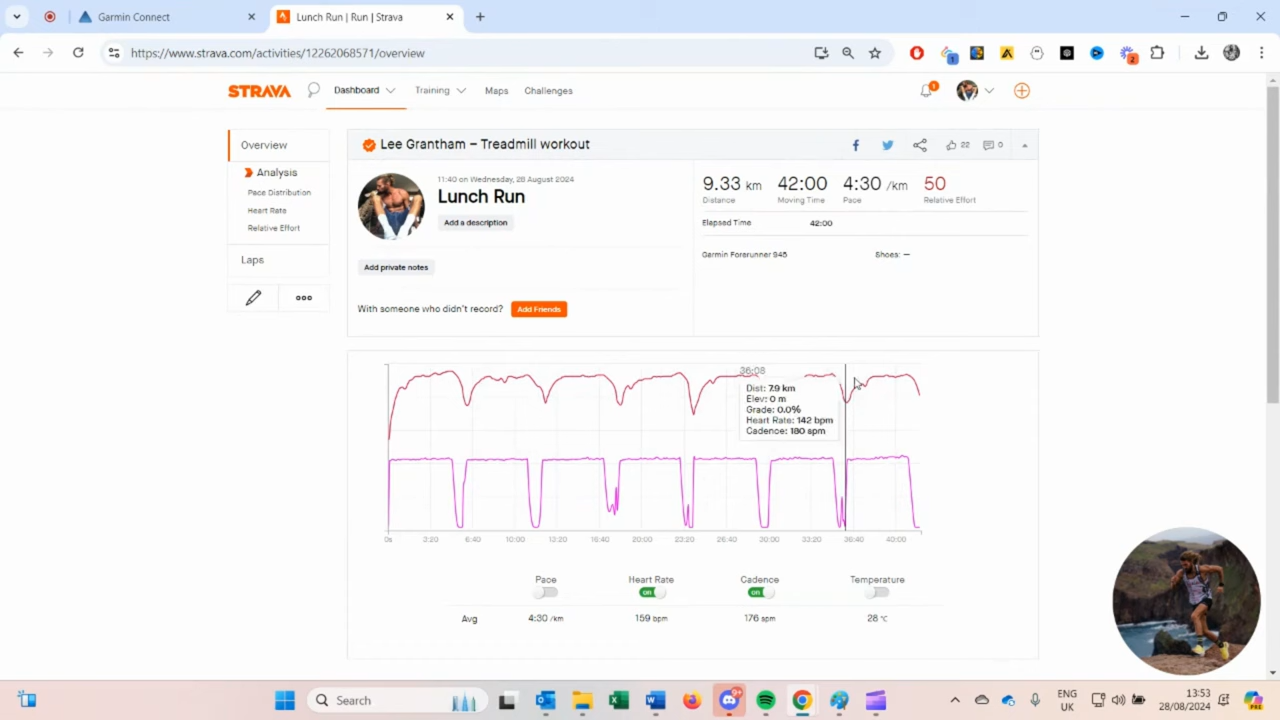 Garmin Connect
Lunch Run | Run | Strava
https://www.strava.com/activities/12262068571/overview
1
2
STRAVA
Dashboard
Training
Maps
Challenges
1
Overview
Analysis
Pace Distribution
Heart Rate
Relative Effort
Laps
Lee Grantham – Treadmill workout
22
0
11:40 on Wednesday, 28 August 2024
Lunch Run
Add a description
Add private notes
With someone who didn't record?
Add Friends
9.33 km
42:00
4:30 /km
50
Distance
Moving Time
Pace
Relative Effort
Elapsed Time
42:00
Garmin Forerunner 945
Shoes: —
36:08
Dist: 7.9 km
Elev: 0 m
Grade: 0.0%
Heart Rate: 142 bpm
Cadence: 180 spm
0s
3:20
6:40
10:00
13:20
16:40
20:00
23:20
26:40
30:00
33:20
36:40
40:00
Pace
Heart Rate
Cadence
Temperature
on
on
Avg
4:30 /km
159 bpm
176 spm
28 °C
Search
ENG
UK
13:53
28/08/2024